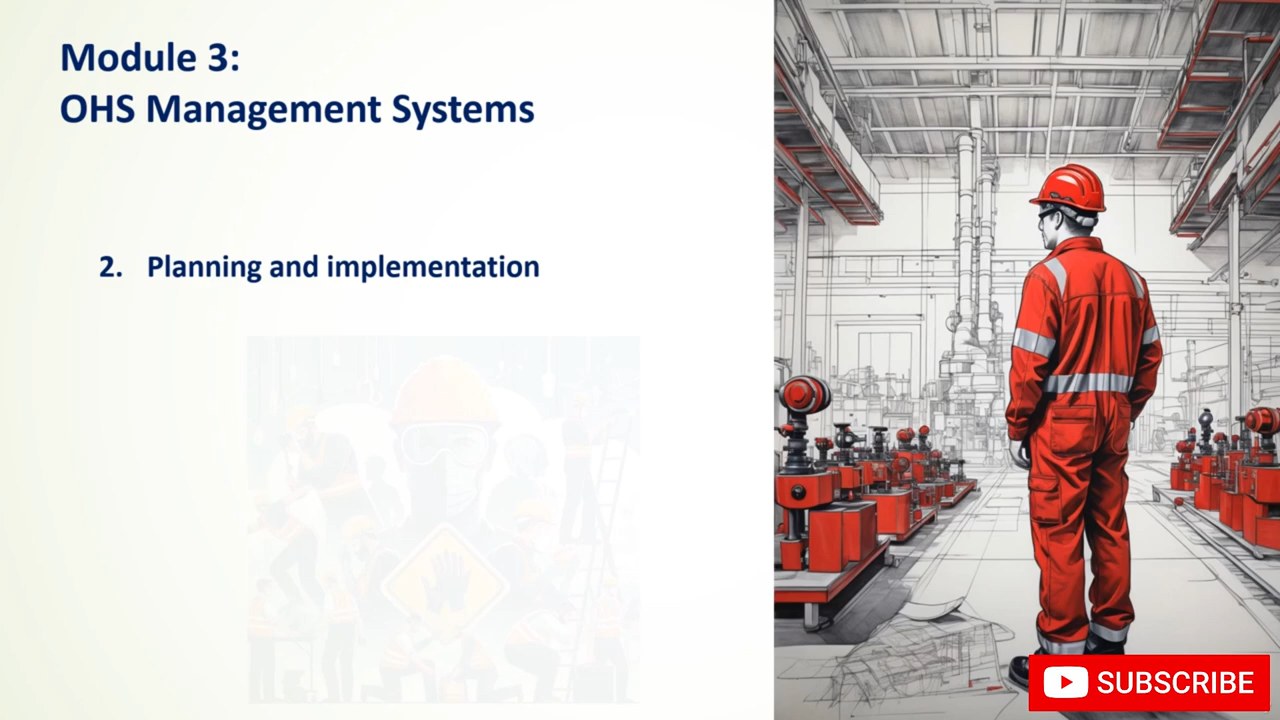 Module 3:
OHS Management Systems
2. Planning and implementation
SUBSCRIBE